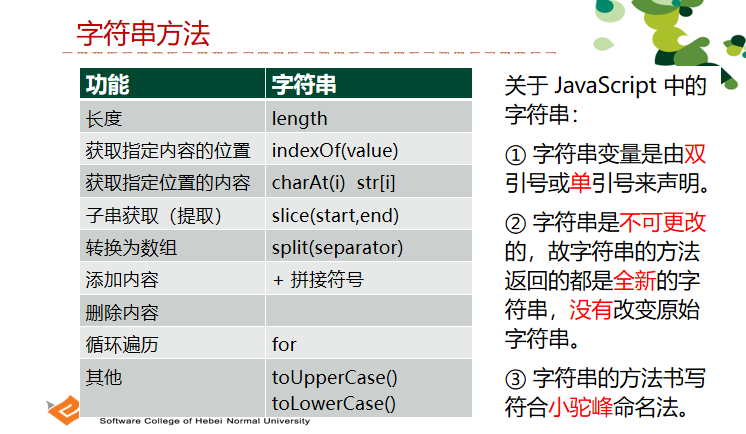 字符串方法
功能 字符串
长度 length
获取指定内容的位置 indexOf(value)
获取指定位置的内容 charAt(i) str[i]
子串获取（提取） slice(start,end)
转换为数组 split(separator)
添加内容 + 拼接符号
删除内容
循环遍历 for
其他 toUpperCase()
toLowerCase()
关于 JavaScript 中的
字符串：
① 字符串变量是由双
引号或单引号来声明。
② 字符串是不可更改
的，故字符串的方法
返回的都是全新的字
符串，没有改变原始
字符串。
③ 字符串的方法书写
符合小驼峰命名法。
Software College of Hebei Normal University